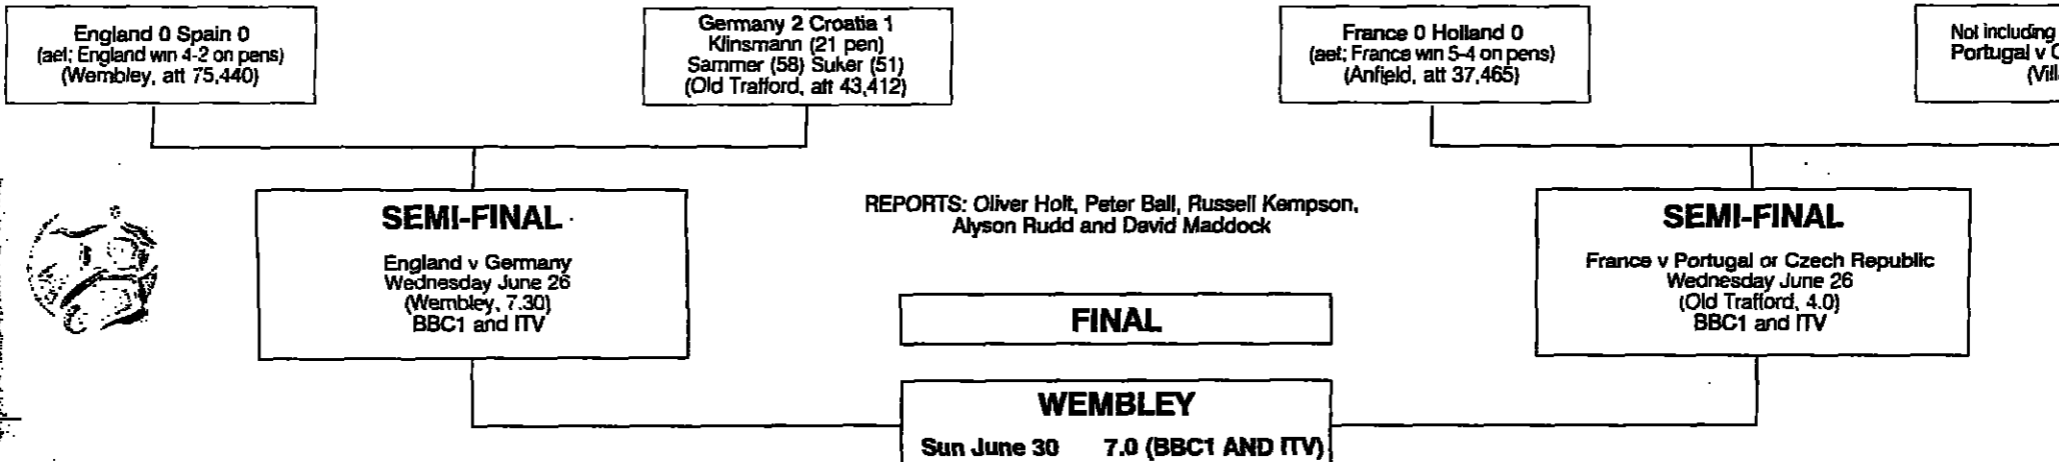 England 0 Spain 0
(aet; England win 4-2 on pens)
(Wembley, att 75,440)
Germany 2 Croatia 1
Klinsmann (21 pen)
Sammer (58) Suker (51)
(Old Trafford, att 43,412)
France 0 Holland 0
(aet; France win 5-4 on pens)
(Anfield, att 37,465)
Not including
Portugal v
SEMI-FINAL
England v Germany
Wednesday June 26
(Wembley, 7.30)
BBC1 and ITV
REPORTS: Oliver Holt, Peter Ball, Russell Kempson,
Alyson Rudd and David Maddock
SEMI-FINAL
France v Portugal or Czech Republic
Wednesday June 26
(Old Trafford, 4.0)
BBC1 and ITV
FINAL
WEMBLEY
Sun June 30 7.0 (BBC1 AND ITV)